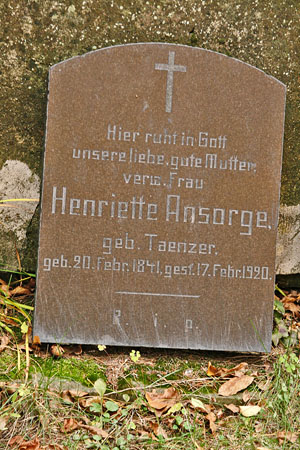 Hier ruht in Gott
unsere liebe, gute Mutter,
verw. Frau
Henriette Ansorge,
geb. Taenzer.
geb. 20. Febr. 1841, gest. 17. Febr. 1920.
R. i. p.